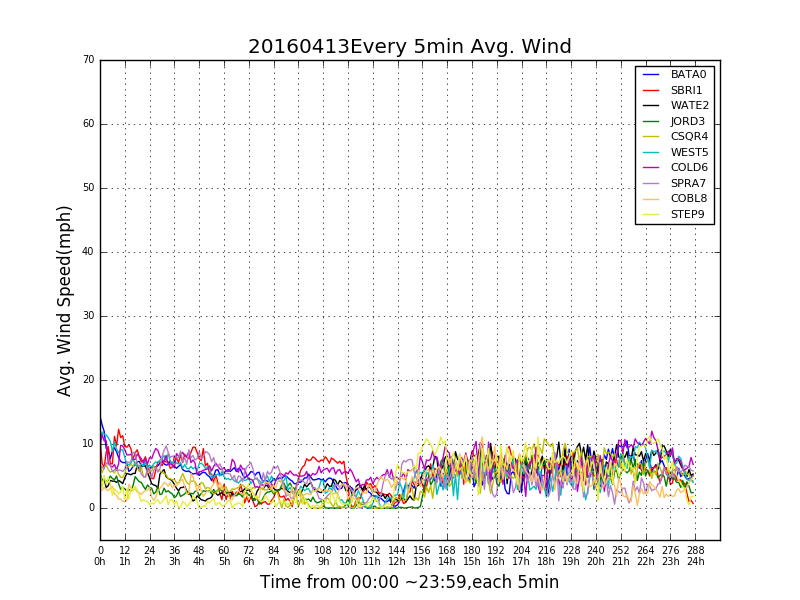 20160413Every 5min Avg. Wind
70
60
50
40
30
20
10
0
Avg. Wind Speed(mph)
BATA0
SBRI1
WATE2
JORD3
CSQR4
WEST5
COLD6
SPRA7
COBL8
STEP9
0 12 24 36 48 60 72 84 96 108 120 132 144 156 168 180 192 204 216 228 240 252 264 276 288
0h 1h 2h 3h 4h 5h 6h 7h 8h 9h 10h 11h 12h 13h 14h 15h 16h 17h 18h 19h 20h 21h 22h 23h 24h
Time from 00:00 ~23:59,each 5min